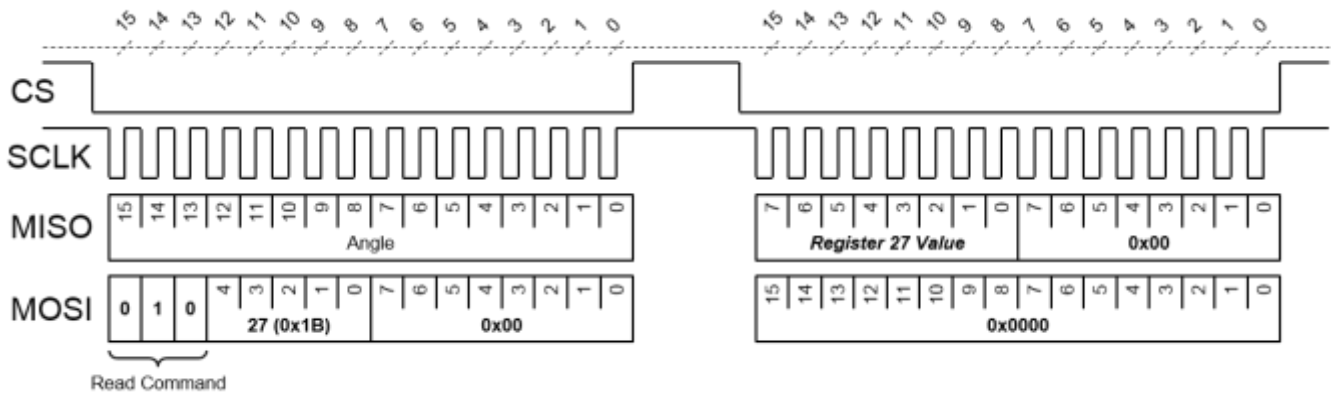 15 14 13 12 11 10 9 8 7 6 5 4 3 2 1 0 15 14 13 12 11 10 9 8 7 6 5 4 3 2 1 0
CS
SCLK
MISO 15 14 13 12 11 10 9 8 7 6 5 4 3 2 1 0 7 6 5 4 3 2 1 0 7 6 5 4 3 2 1 0
Angle Register 27 Value 0x00
MOSI 0 1 0 4 3 2 1 0 7 6 5 4 3 2 1 0 15 14 13 12 11 10 9 8 7 6 5 4 3 2 1 0
27 (0x1B) 0x00 0x0000
Read Command